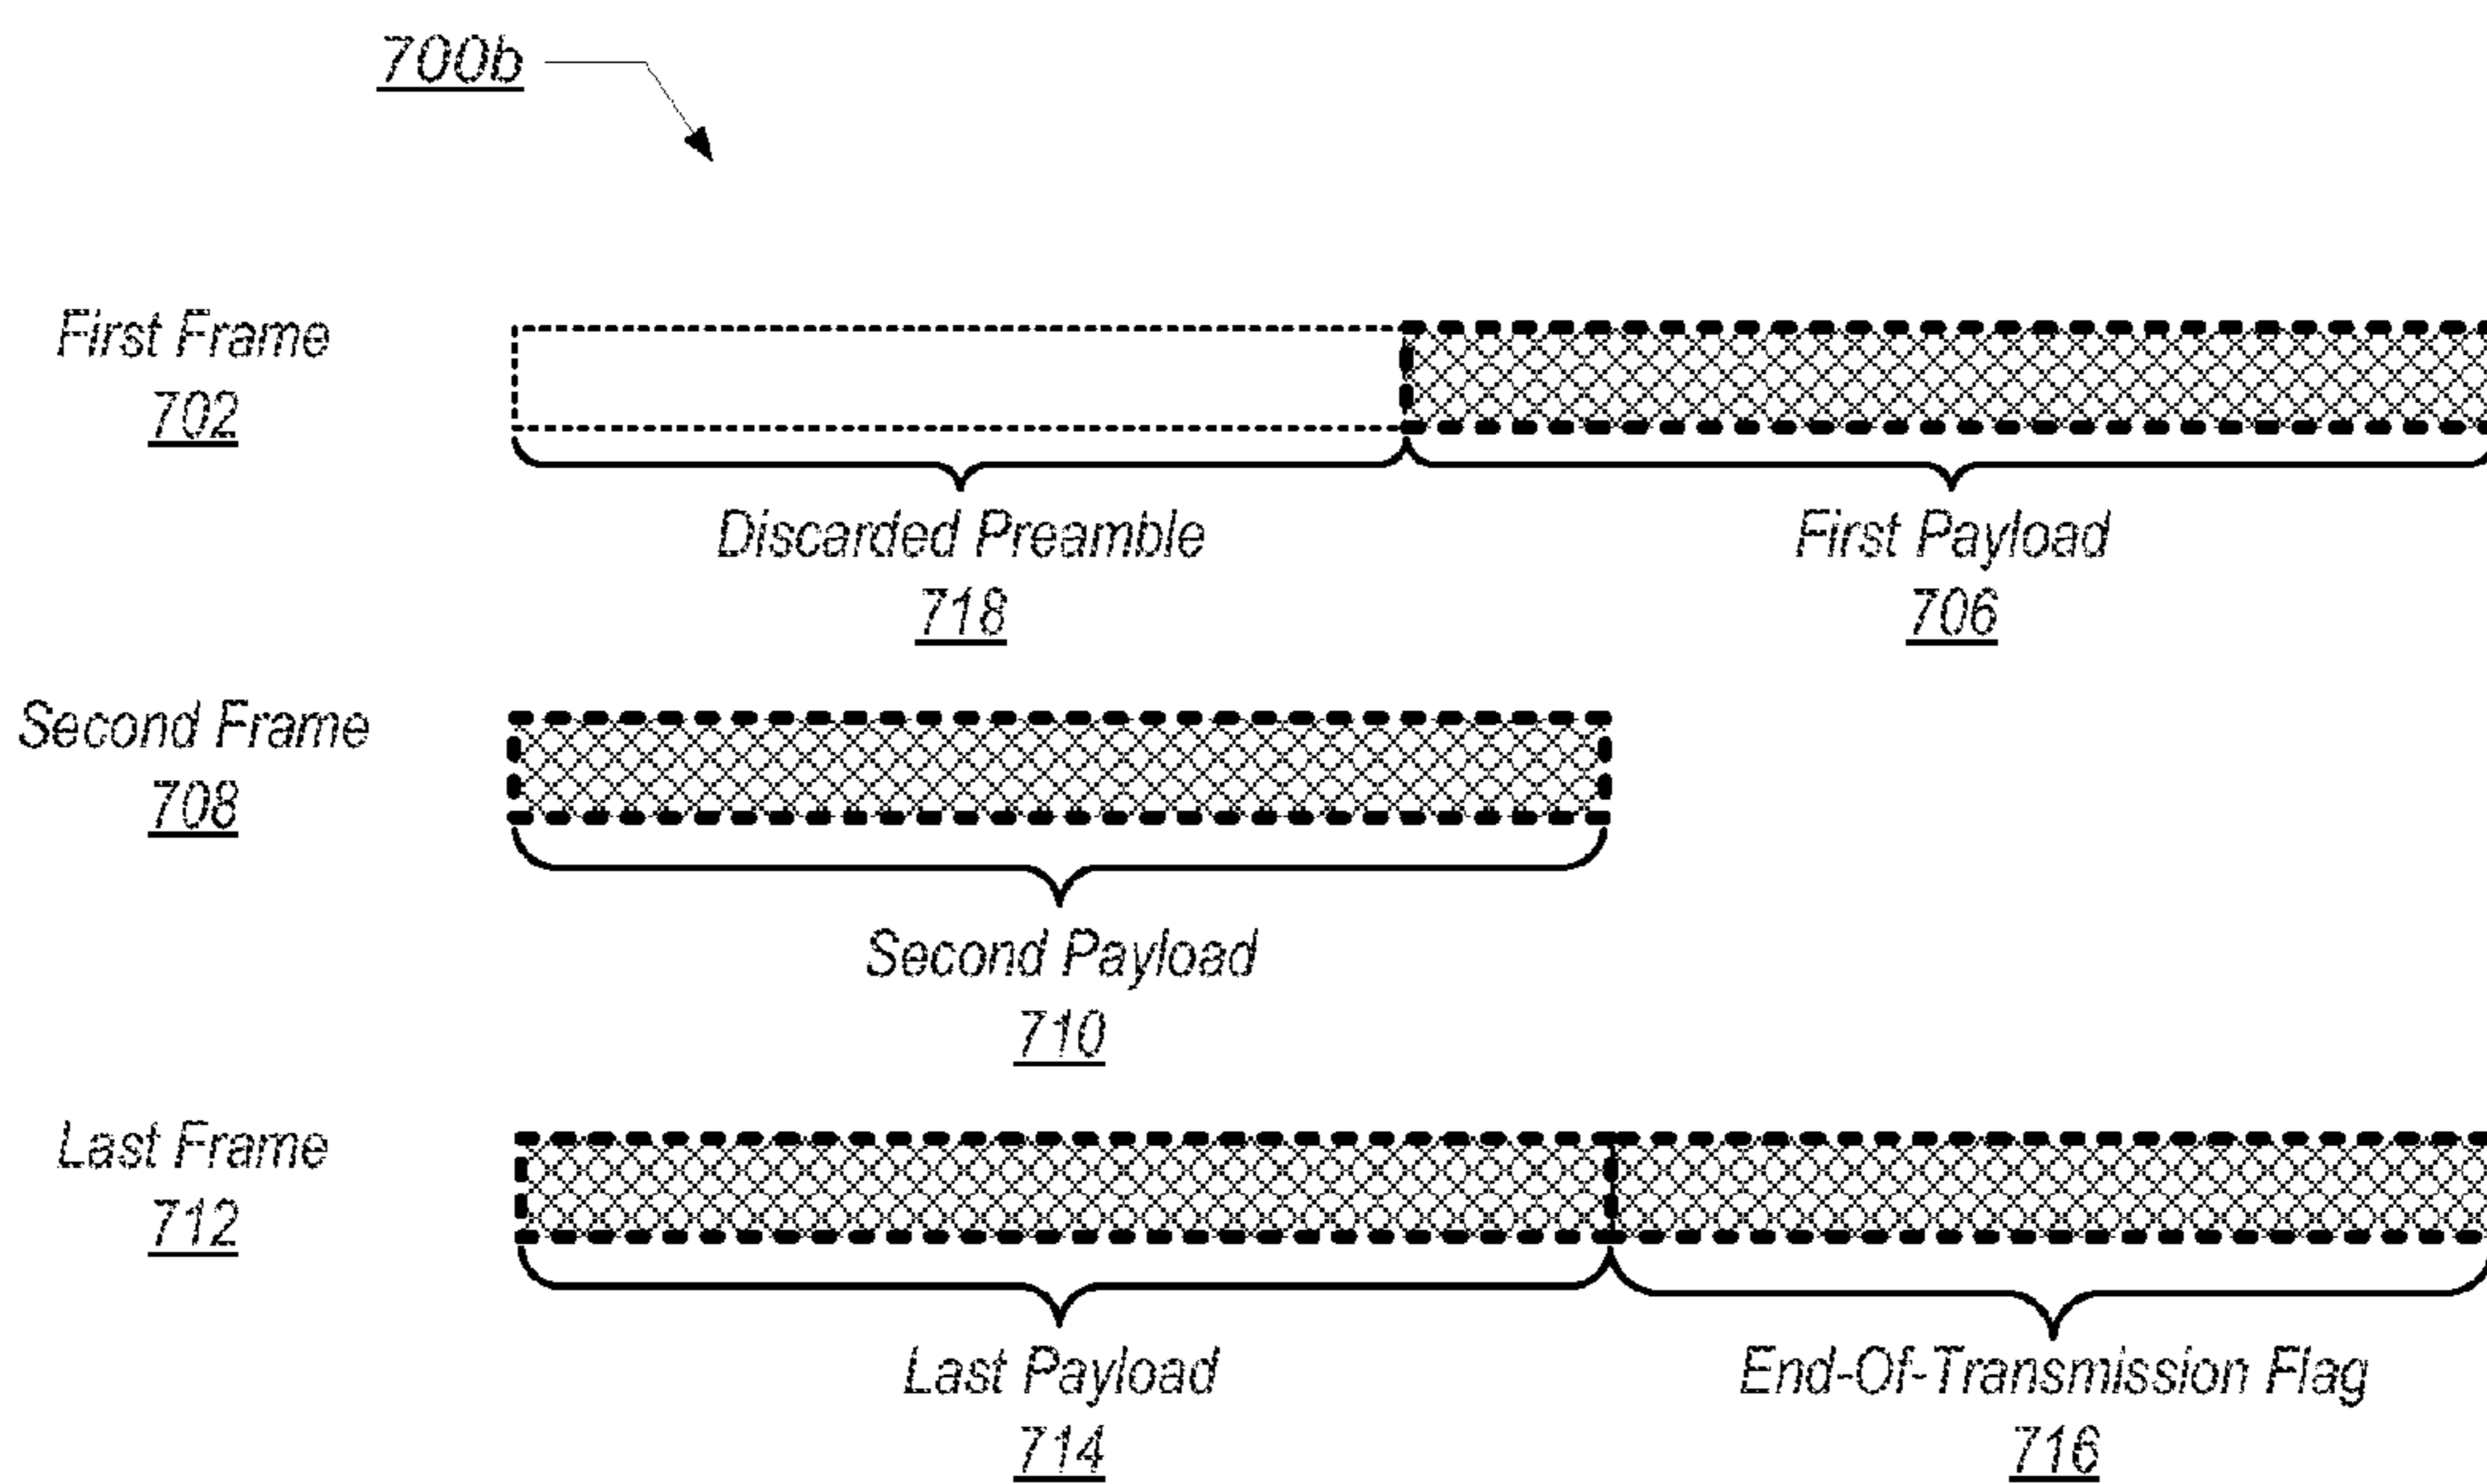 700b
First Frame
702
Discarded Preamble
718
First Payload
706
Second Frame
708
Second Payload
710
Last Frame
712
Last Payload
714
End-Of-Transmission Flag
716